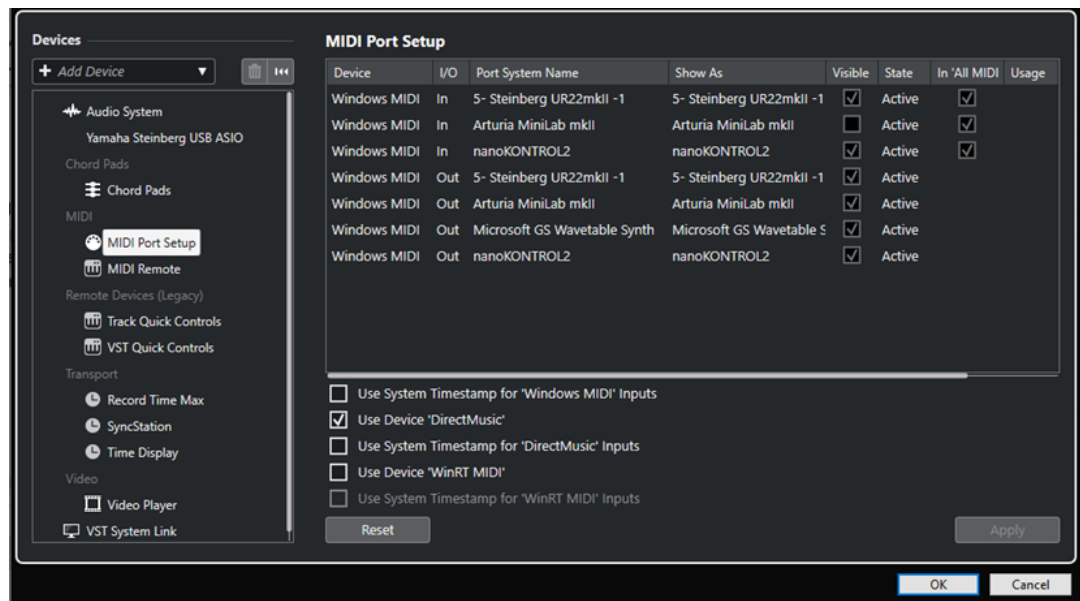 Devices
+ Add Device
Audio System
Yamaha Steinberg USB ASIO
Chord Pads
Chord Pads
MIDI
MIDI Port Setup
MIDI Remote
Remote Devices (Legacy)
Track Quick Controls
VST Quick Controls
Transport
Record Time Max
SyncStation
Time Display
Video
Video Player
VST System Link
MIDI Port Setup
Device I/O Port System Name Show As Visible State In 'All MIDI Usage
Windows MIDI In 5- Steinberg UR22mkII -1 5- Steinberg UR22mkII -1 Active
Windows MIDI In Arturia MiniLab mkII Arturia MiniLab mkII Active
Windows MIDI In nanoKONTROL2 nanoKONTROL2 Active
Windows MIDI Out 5- Steinberg UR22mkII -1 5- Steinberg UR22mkII -1 Active
Windows MIDI Out Arturia MiniLab mkII Arturia MiniLab mkII Active
Windows MIDI Out Microsoft GS Wavetable Synth Microsoft GS Wavetable S Active
Windows MIDI Out nanoKONTROL2 nanoKONTROL2 Active
Use System Timestamp for 'Windows MIDI' Inputs
Use Device 'DirectMusic'
Use System Timestamp for 'DirectMusic' Inputs
Use Device 'WinRT MIDI'
Use System Timestamp for 'WinRT MIDI' Inputs
Reset Apply
OK Cancel